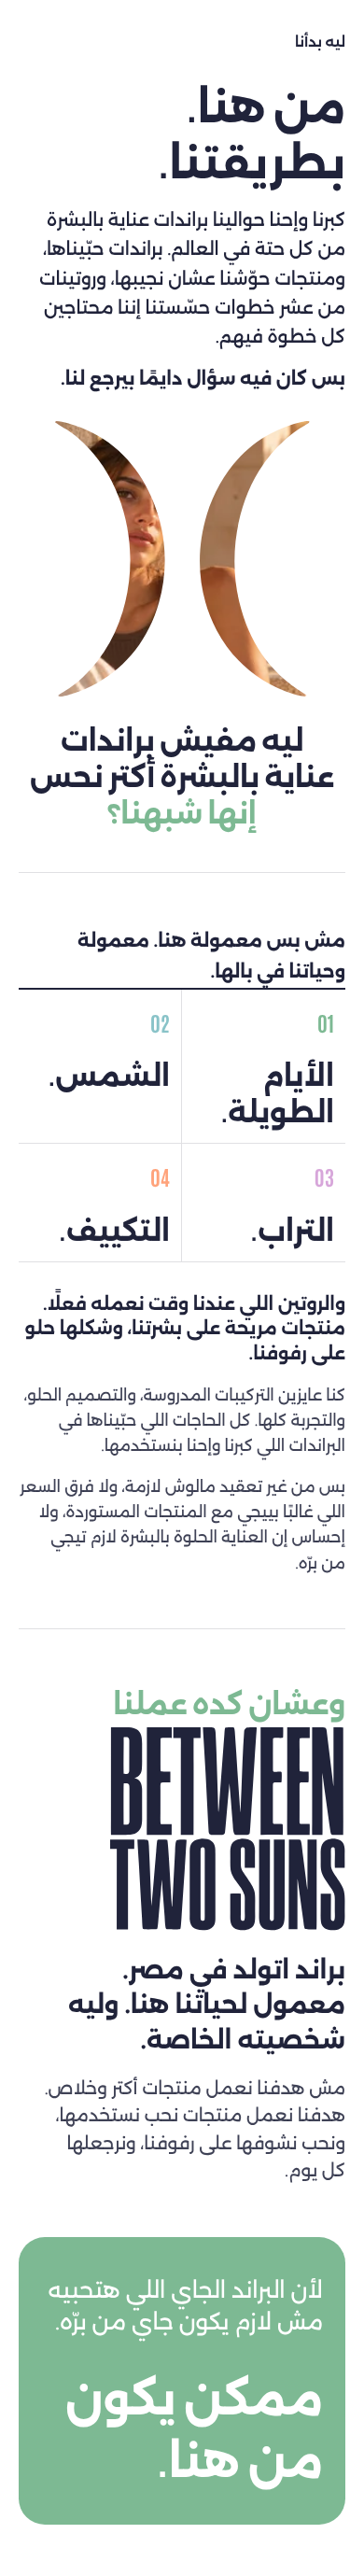 ليه بدأنا
من هنا.
بطريقتنا.
كبرنا وإحنا حوالينا براندات عناية بالبشرة
من كل حتة في العالم. براندات حبّيناها،
ومنتجات حوّشنا عشان نجيبها، وروتينات
من عشر خطوات حسّستنا إننا محتاجين
كل خطوة فيهم.
بس كان فيه سؤال دايمًا بيرجع لنا.
ليه مفيش براندات
عناية بالبشرة أكتر نحس
إنها شبهنا؟
مش بس معمولة هنا. معمولة
وحياتنا في بالها.
01
الأيام
الطويلة.
02
الشمس.
03
التراب.
04
التكييف.
والروتين اللي عندنا وقت نعمله فعلًا.
منتجات مريحة على بشرتنا، وشكلها حلو
على رفوفنا.
كنا عايزين التركيبات المدروسة، والتصميم الحلو،
والتجربة كلها. كل الحاجات اللي حبّيناها في
البراندات اللي كبرنا وإحنا بنستخدمها.
بس من غير تعقيد مالوش لازمة، ولا فرق السعر
اللي غالبًا بييجي مع المنتجات المستوردة، ولا
إحساس إن العناية الحلوة بالبشرة لازم تيجي
من برّه.
وعشان كده عملنا
BETWEEN
TWO SUNS
براند اتولد في مصر.
معمول لحياتنا هنا. وليه
شخصيته الخاصة.
مش هدفنا نعمل منتجات أكتر وخلاص.
هدفنا نعمل منتجات نحب نستخدمها،
ونحب نشوفها على رفوفنا، ونرجعلها
كل يوم.
لأن البراند الجاي اللي هتحبيه
مش لازم يكون جاي من برّه.
ممكن يكون
من هنا.